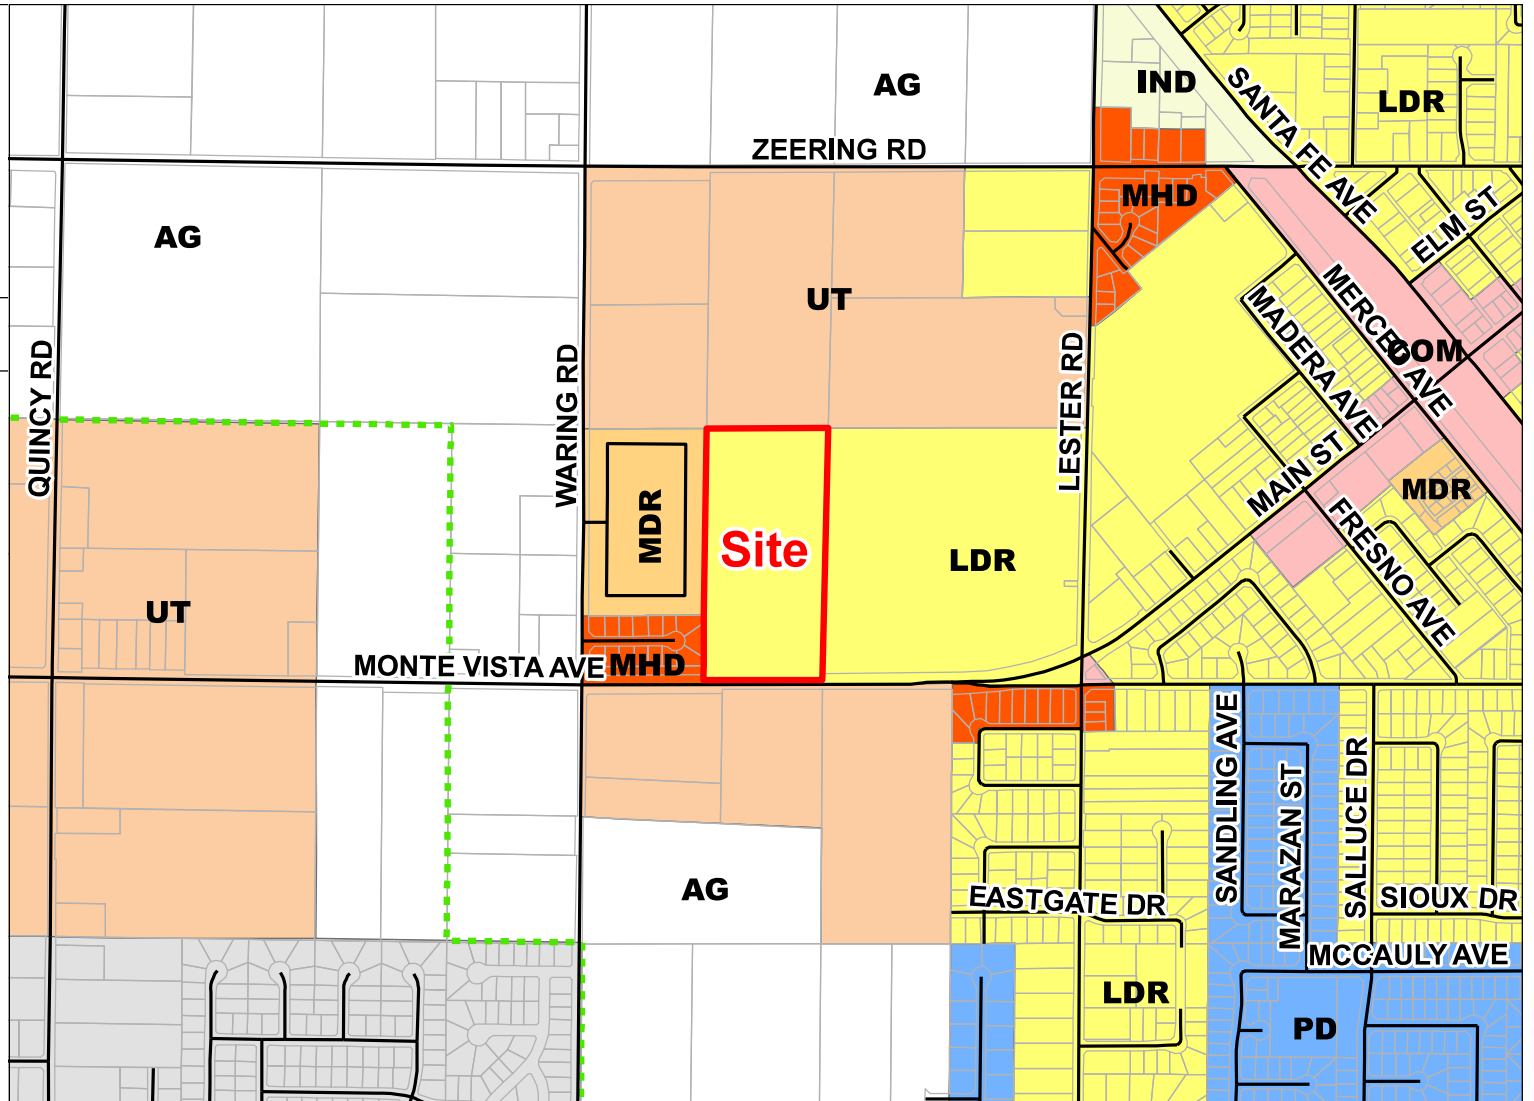 AG
IND
LDR
SANTA FE AVE
ZEERING RD
AG
MHD
ELM ST
UT
MERCED AVE
MADERA AVE
COM
QUINCY RD
WARING RD
LESTER RD
MAIN ST
MDR
MDR
FRESNO AVE
Site
LDR
UT
MONTE VISTA AVE
MHD
SANDLING AVE
MARAZAN ST
SALLUCE DR
AG
EASTGATE DR
SIOUX DR
MCCAULY AVE
LDR
PD